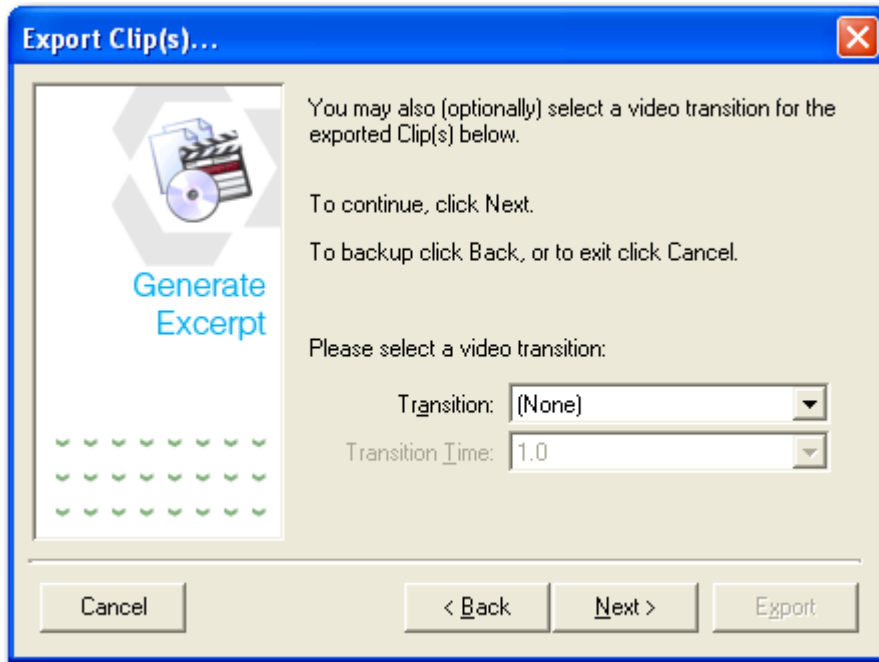 Export Clip(s)...
You may also (optionally) select a video transition for the
exported Clip(s) below.
To continue, click Next.
To backup click Back, or to exit click Cancel.
Generate
Excerpt
Please select a video transition:
Transition: (None)
Transition Time: 1.0
Cancel < Back Next > Export